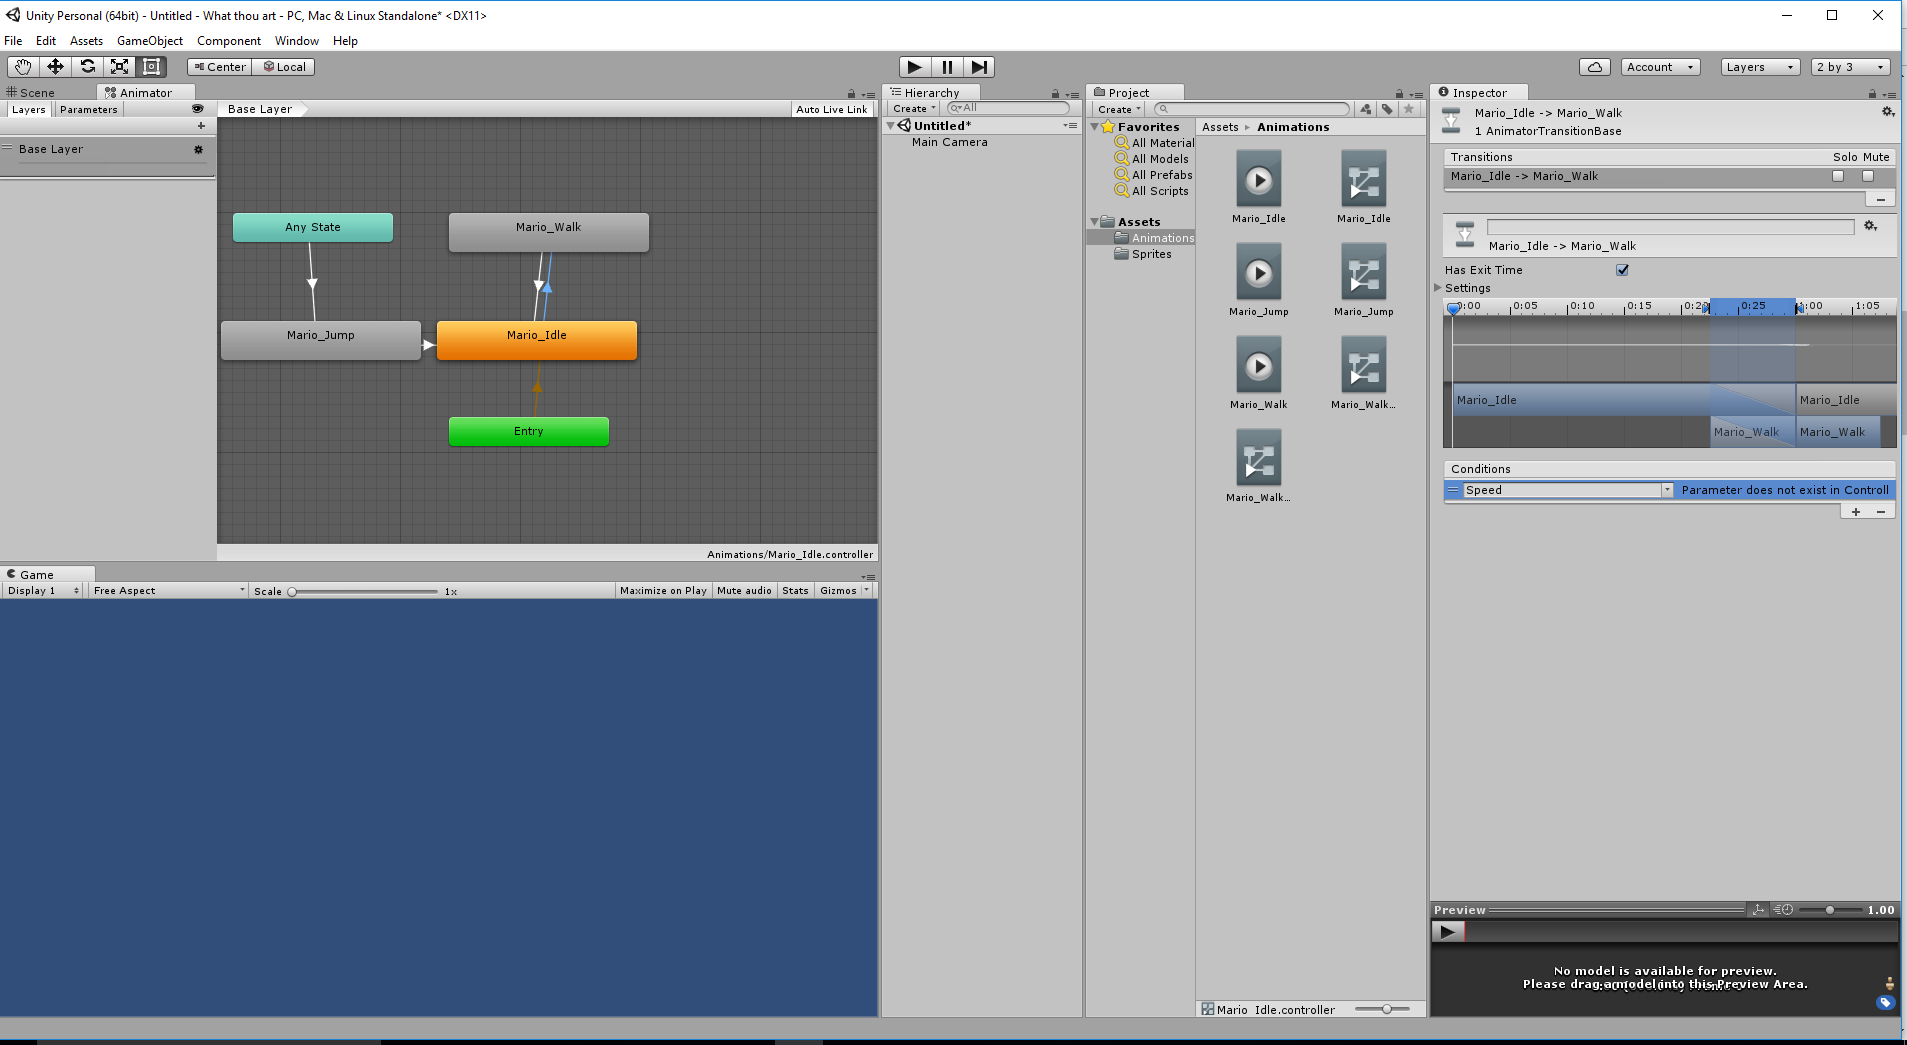 Unity Personal (64bit) - Untitled - What thou art - PC, Mac & Linux Standalone* <DX11>
File Edit Assets GameObject Component Window Help
Center Local
Account Layers 2 by 3
Scene Animator
Layers Parameters
Base Layer Auto Live Link
Base Layer
Any State
Mario_Walk
Mario_Jump
Mario_Idle
Entry
Animations/Mario_Idle.controller
Game
Display 1 Free Aspect Scale 1x Maximize on Play Mute audio Stats Gizmos
Hierarchy
Create All
Untitled*
Main Camera
Project
Create
Favorites
All Material
All Models
All Prefabs
All Scripts
Assets
Animations
Sprites
Assets Animations
Mario_Idle Mario_Idle
Mario_Jump Mario_Jump
Mario_Walk Mario_Walk...
Mario_Walk...
Mario_Idle.controller
Inspector
Mario_Idle -> Mario_Walk
1 AnimatorTransitionBase
Transitions Solo Mute
Mario_Idle -> Mario_Walk
Mario_Idle -> Mario_Walk
Has Exit Time
Settings
0:05 0:10 0:15 0:25 1:05
Mario_Idle Mario_Idle
Mario_Walk Mario_Walk
Conditions
Speed Parameter does not exist in Controll
Preview 1.00
No model is available for preview.
Please drag a model into this Preview Area.